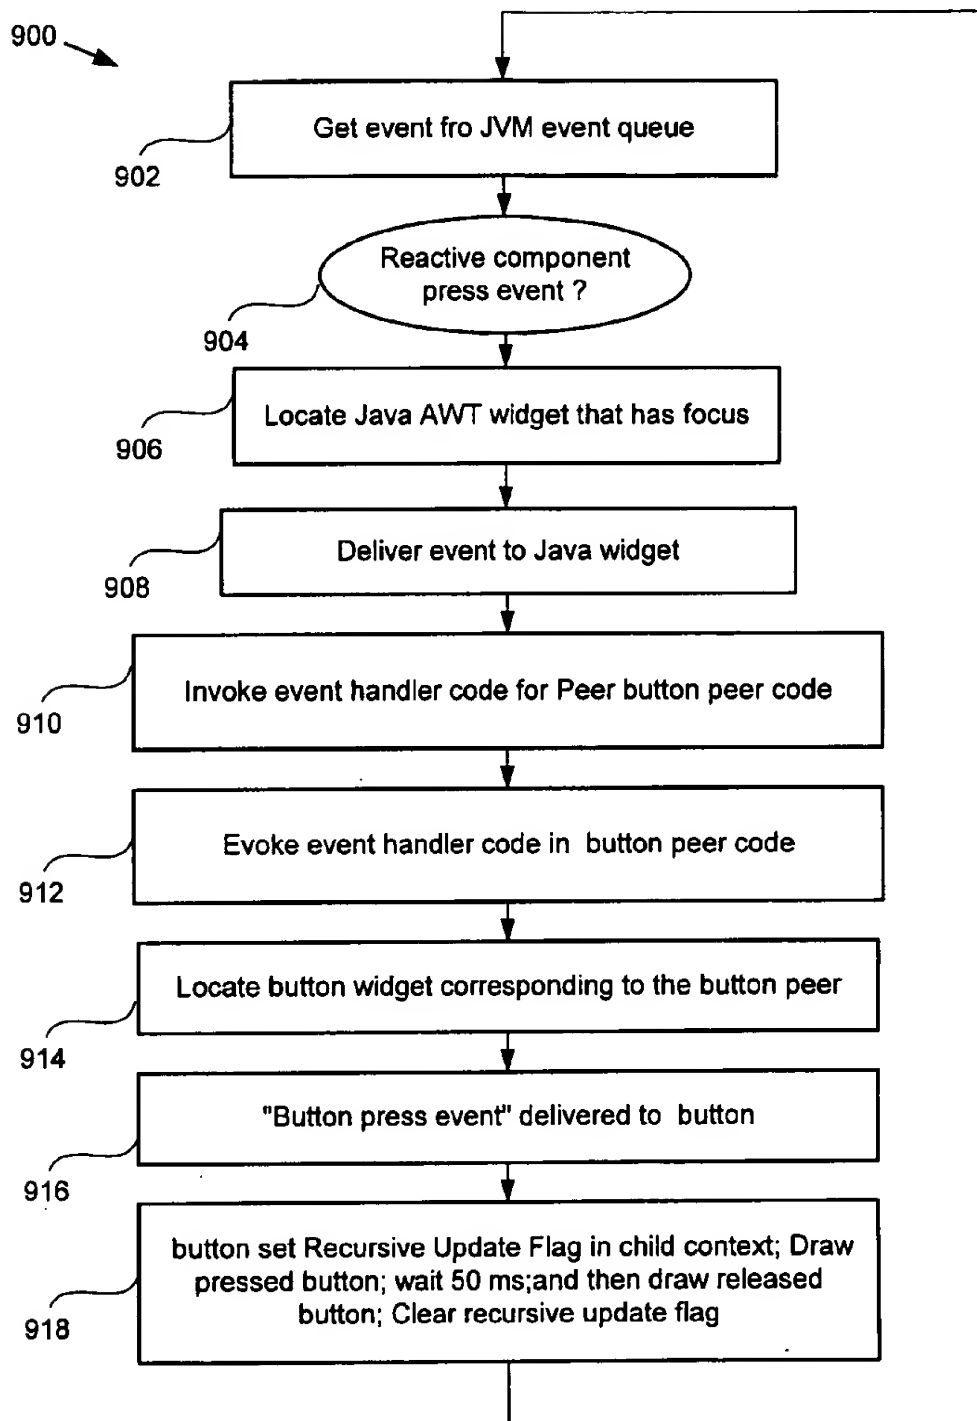 900
Get event fro JVM event queue
902
Reactive component
press event ?
904
Locate Java AWT widget that has focus
906
Deliver event to Java widget
908
Invoke event handler code for Peer button peer code
910
Evoke event handler code in button peer code
912
Locate button widget corresponding to the button peer
914
"Button press event" delivered to button
916
button set Recursive Update Flag in child context; Draw
pressed button; wait 50 ms;and then draw released
button; Clear recursive update flag
918